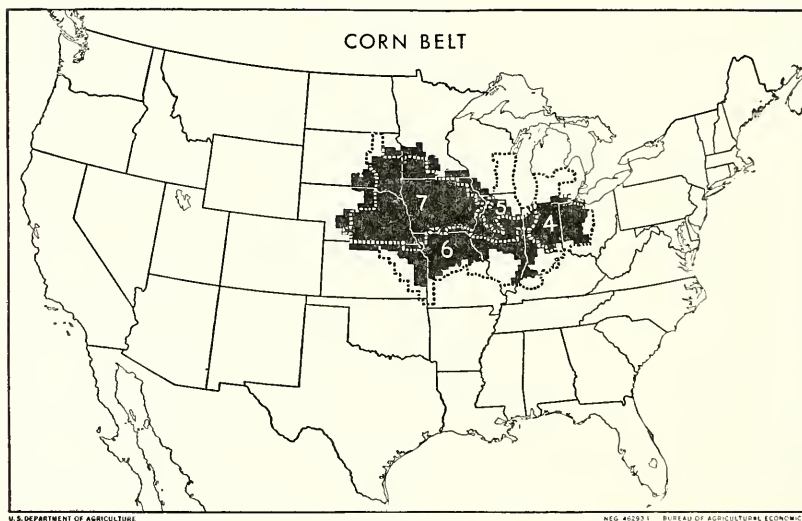 CORN BELT
7
5
4
6
U.S. DEPARTMENT OF AGRICULTURE NEG. 46293 BUREAU OF AGRICULTURAL ECONOMICS